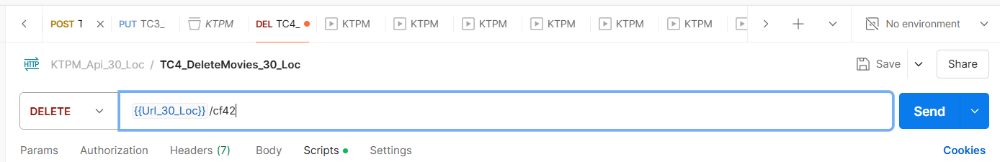 POST T PUT TC3_ KTPM DEL TC4_ KTPM KTPM KTPM KTPM KTPM KTPM No environment
HTTP KTPM_Api_30_Loc / TC4_DeleteMovies_30_Loc Save Share
DELETE {{Url_30_Loc}} /cf42 Send
Params Authorization Headers (7) Body Scripts Settings Cookies